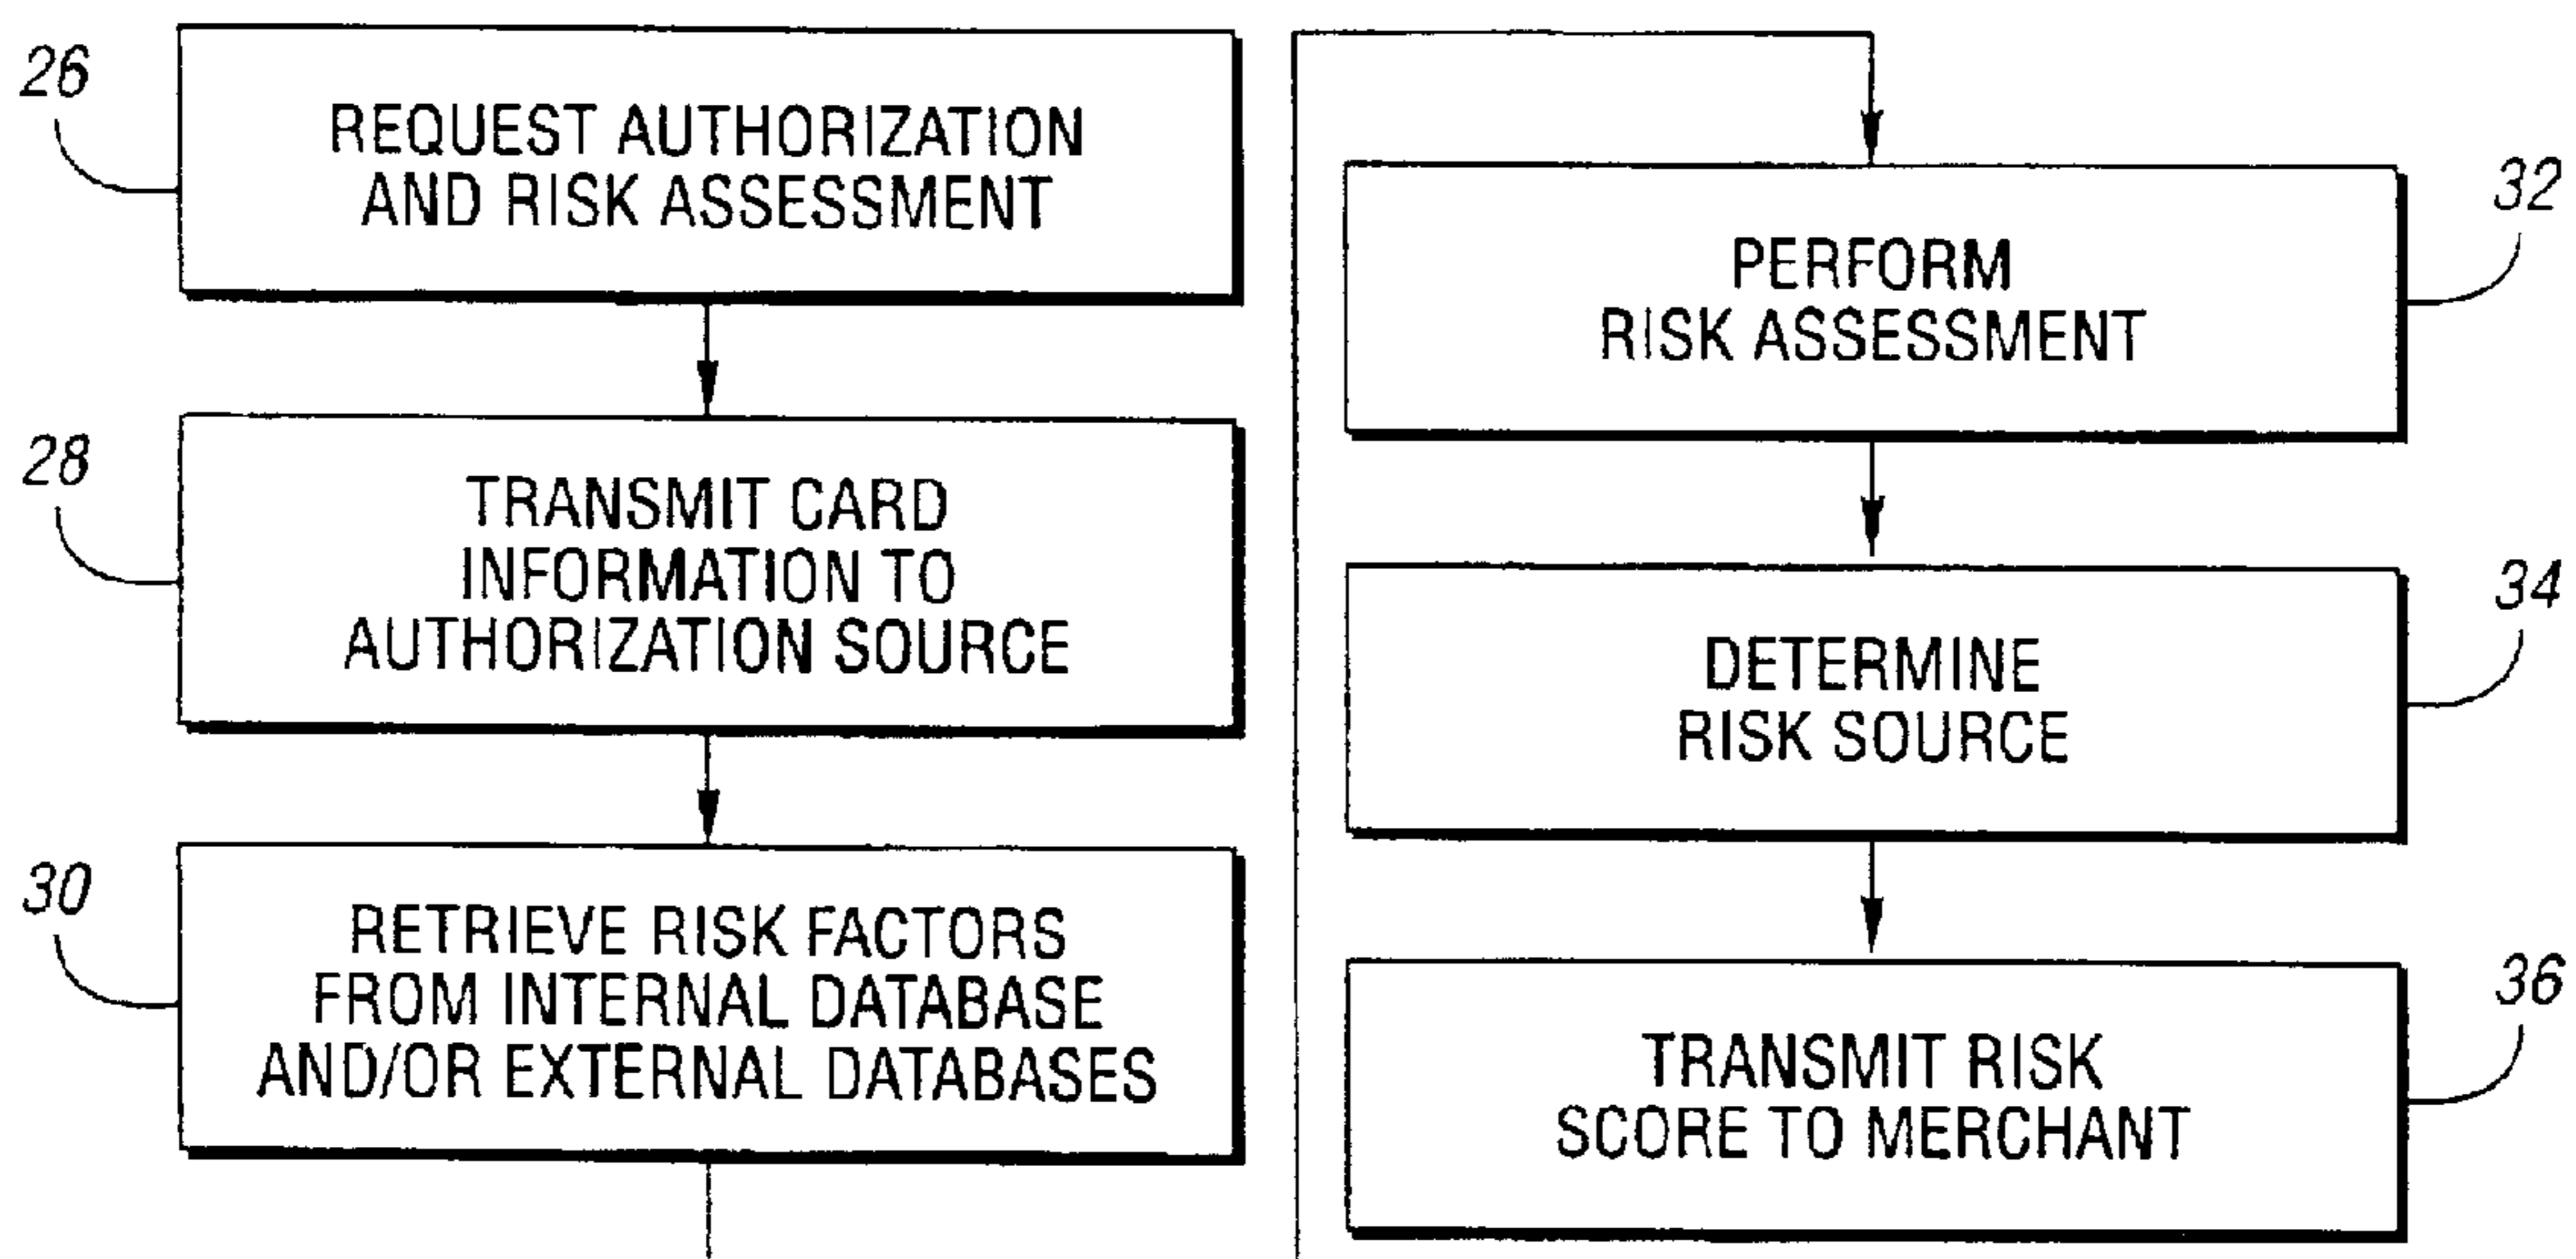 26
REQUEST AUTHORIZATION
AND RISK ASSESSMENT
28
TRANSMIT CARD
INFORMATION TO
AUTHORIZATION SOURCE
30
RETRIEVE RISK FACTORS
FROM INTERNAL DATABASE
AND/OR EXTERNAL DATABASES
32
PERFORM
RISK ASSESSMENT
34
DETERMINE
RISK SOURCE
36
TRANSMIT RISK
SCORE TO MERCHANT